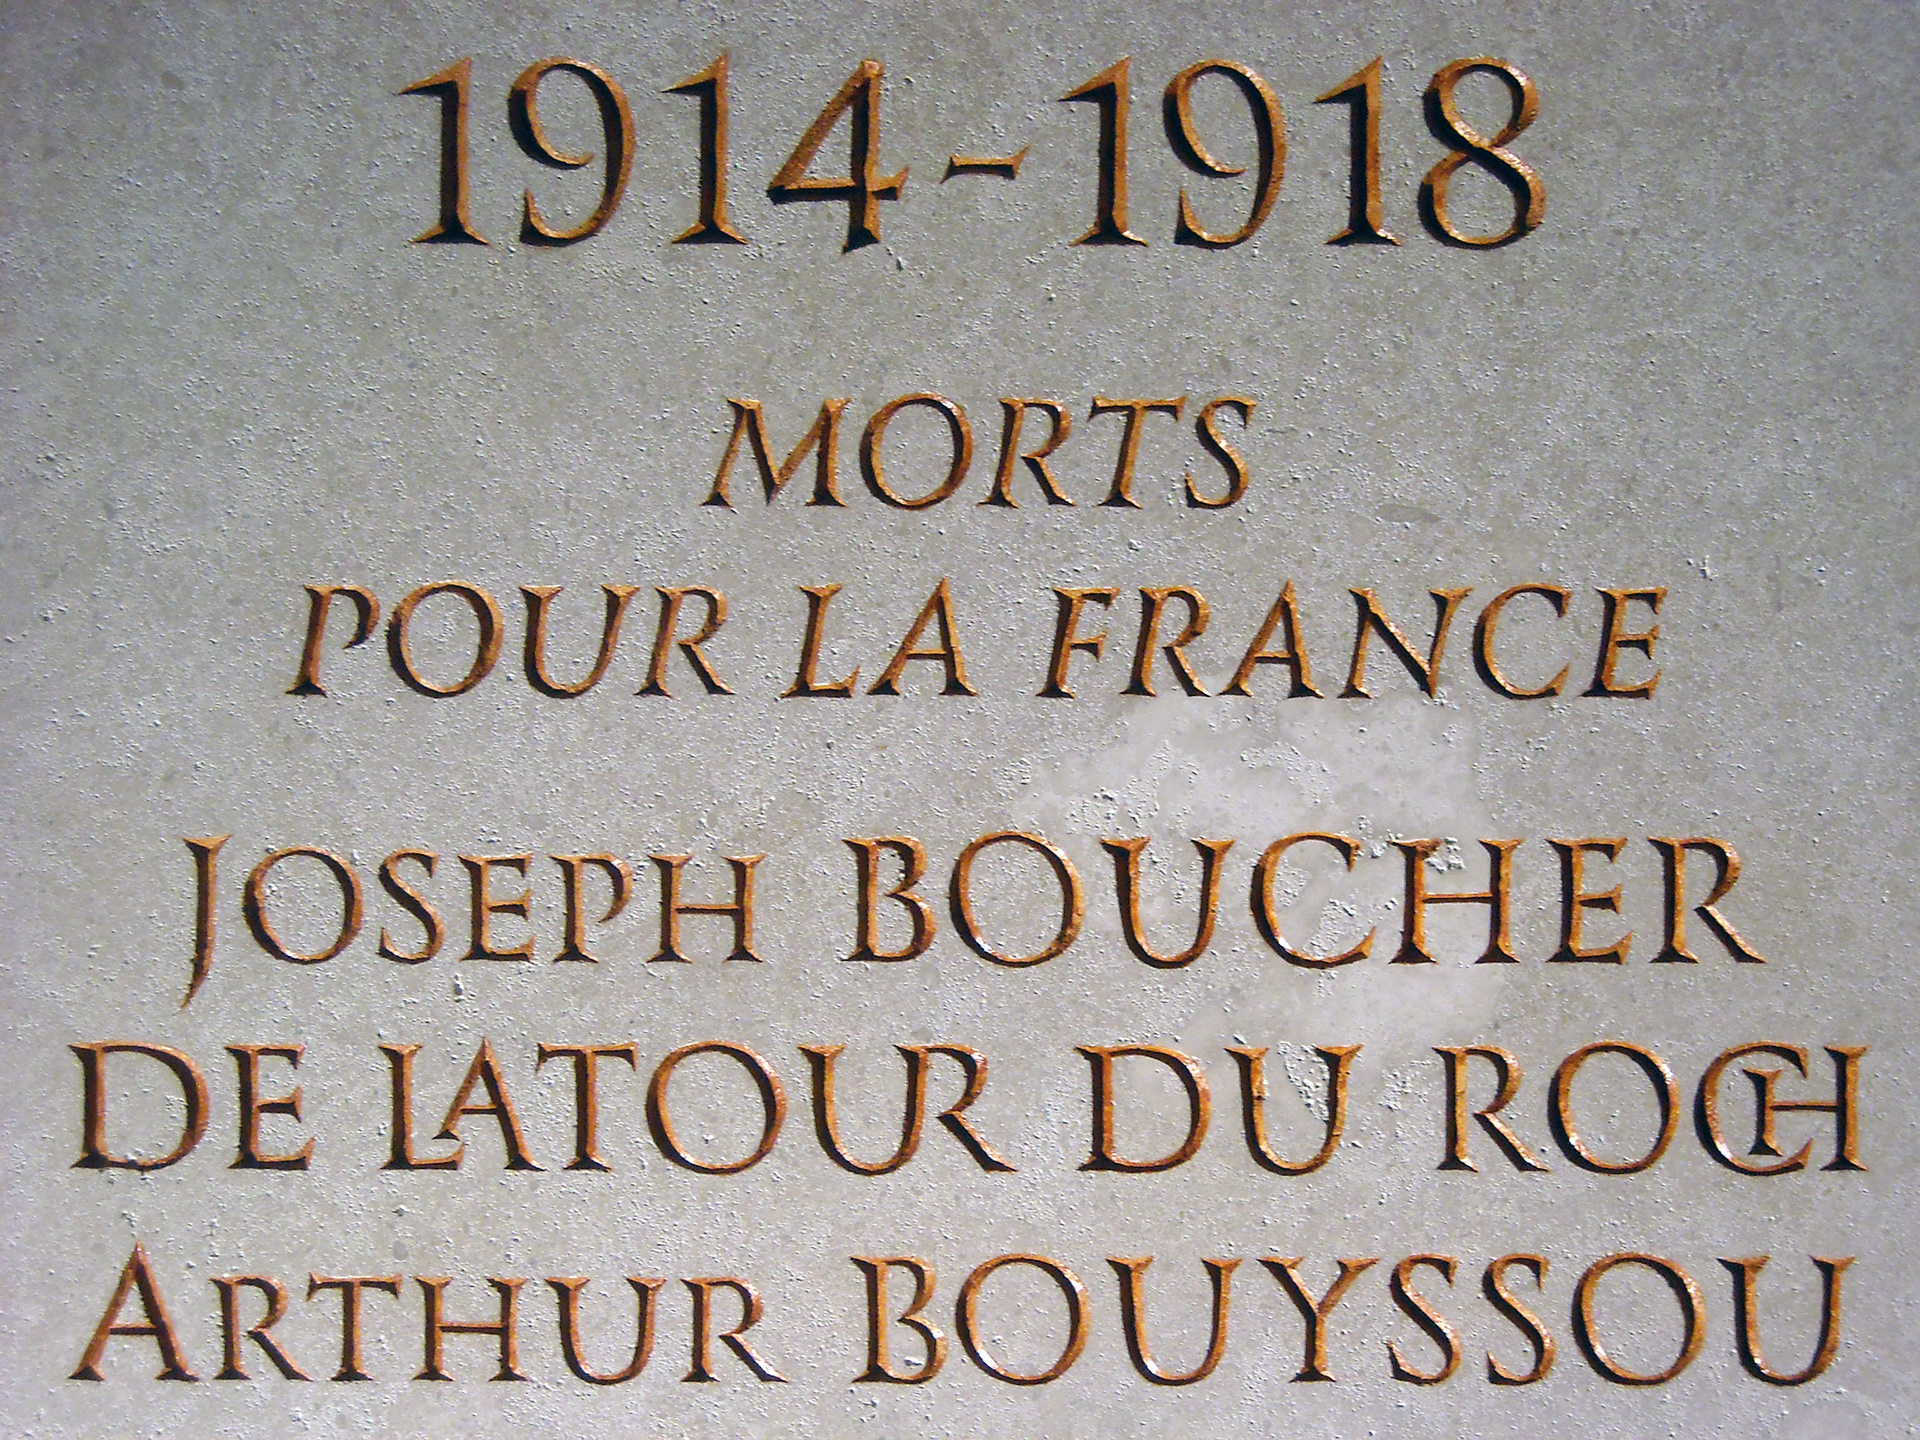 1914-1918
MORTS
POUR LA FRANCE
JOSEPH BOUCHER
DE LATOUR DU ROCH
ARTHUR BOUYSSOU